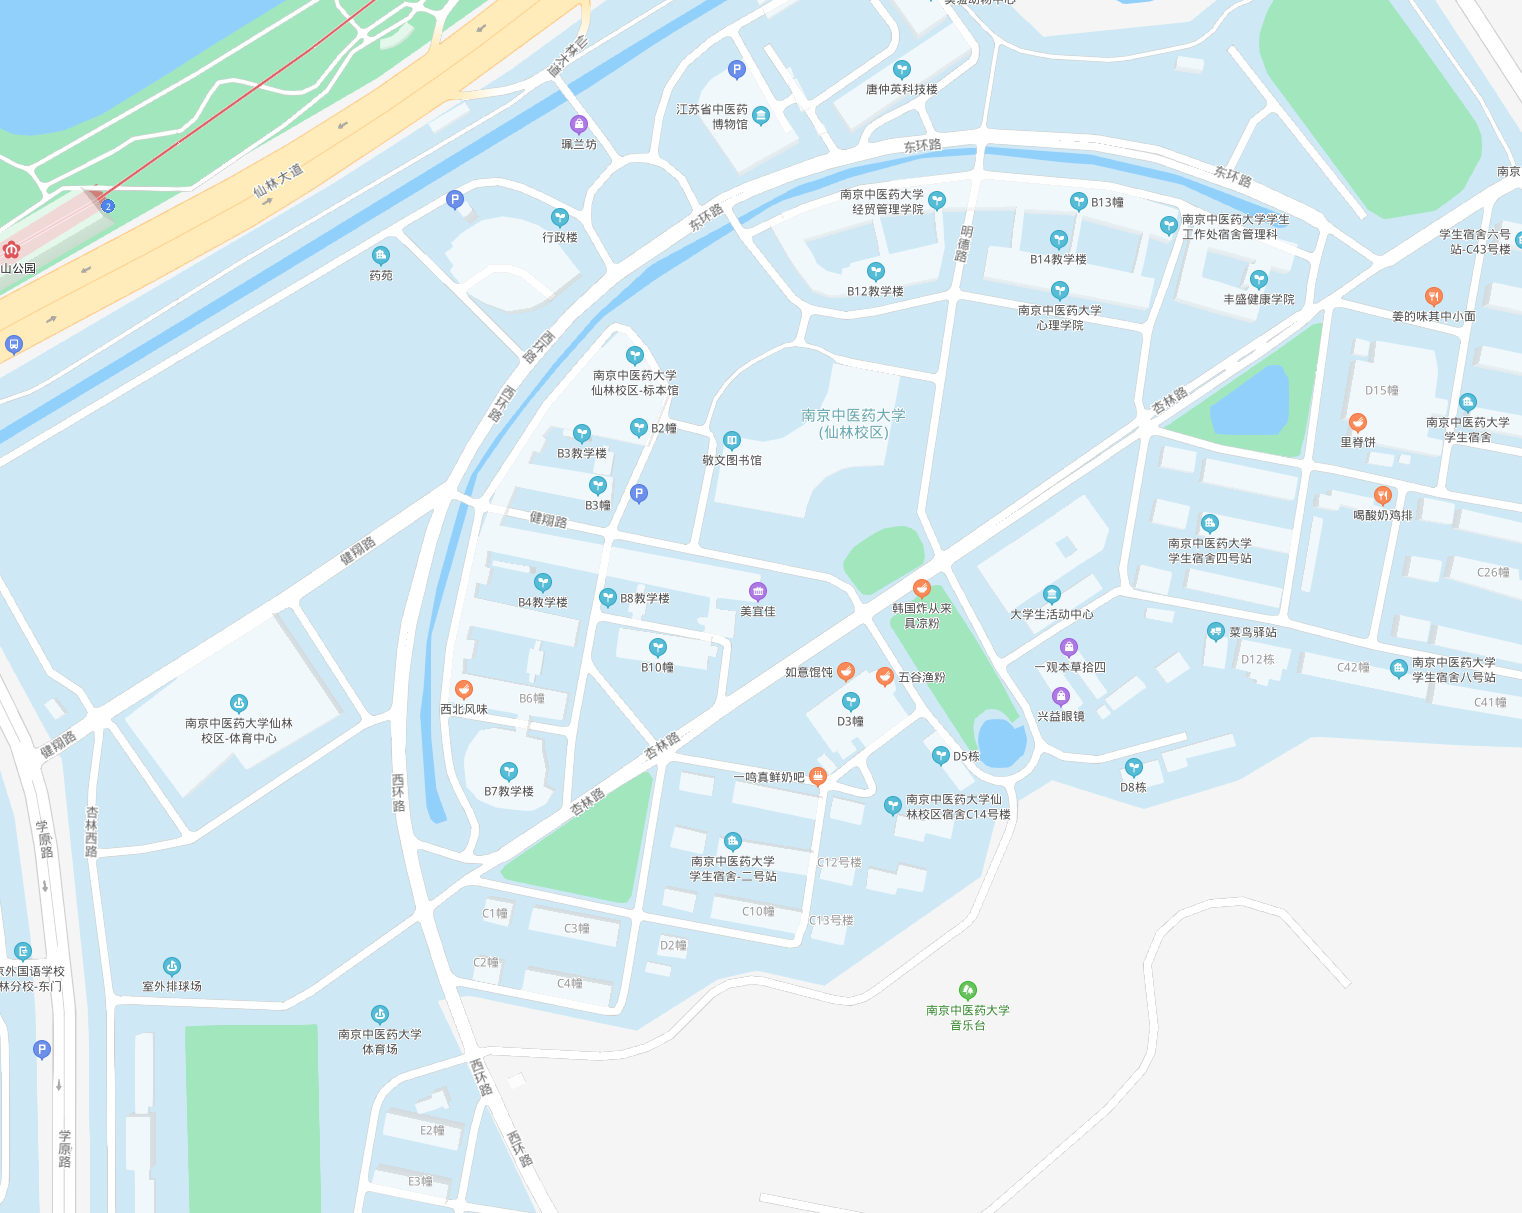 仙林大道
P
江苏省中医药
博物馆
唐仲英科技楼
珮兰坊
东环路
东环路
仙林大道
2
山公园
P
行政楼
药苑
东环路
南京中医药大学
经贸管理学院
B13幢
南京中医药大学学生
工作处宿舍管理科
明德路
B14教学楼
B12教学楼
南京中医药大学
心理学院
丰盛健康学院
南京
学生宿舍六号
站-C43号楼
姜的味其中小面
西环路
西环路
南京中医药大学
仙林校区-标本馆
B2幢
B3教学楼
B3幢
P
敬文图书馆
南京中医药大学
(仙林校区)
杏林路
D15幢
里脊饼
南京中医药大学
学生宿舍
喝酸奶鸡排
健翔路
健翔路
B4教学楼
B8教学楼
美宜佳
B10幢
韩国炸从来
具凉粉
大学生活动中心
南京中医药大学
学生宿舍四号站
C26幢
菜鸟驿站
D12栋
C42幢
南京中医药大学
学生宿舍八号站
C41幢
一观本草拾四
兴益眼镜
如意馄饨
五谷渔粉
D3幢
D5栋
D8栋
西北风味
B6幢
B7教学楼
南京中医药大学仙林
校区-体育中心
健翔路
杏林路
杏林路
一鸣真鲜奶吧
南京中医药大学仙
林校区宿舍C14号楼
西环路
杏林西路
学原路
南京中医药大学
学生宿舍-二号站
C12号楼
C10幢
C13号楼
C1幢
C3幢
D2幢
C2幢
C4幢
京外国语学校
林分校-东门
室外排球场
南京中医药大学
体育场
南京中医药大学
音乐台
P
西环路
E2幢
E3幢
西环路
学原路